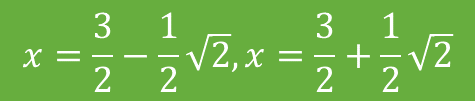 x = 3/2 − 1/2 √2, x = 3/2 + 1/2 √2